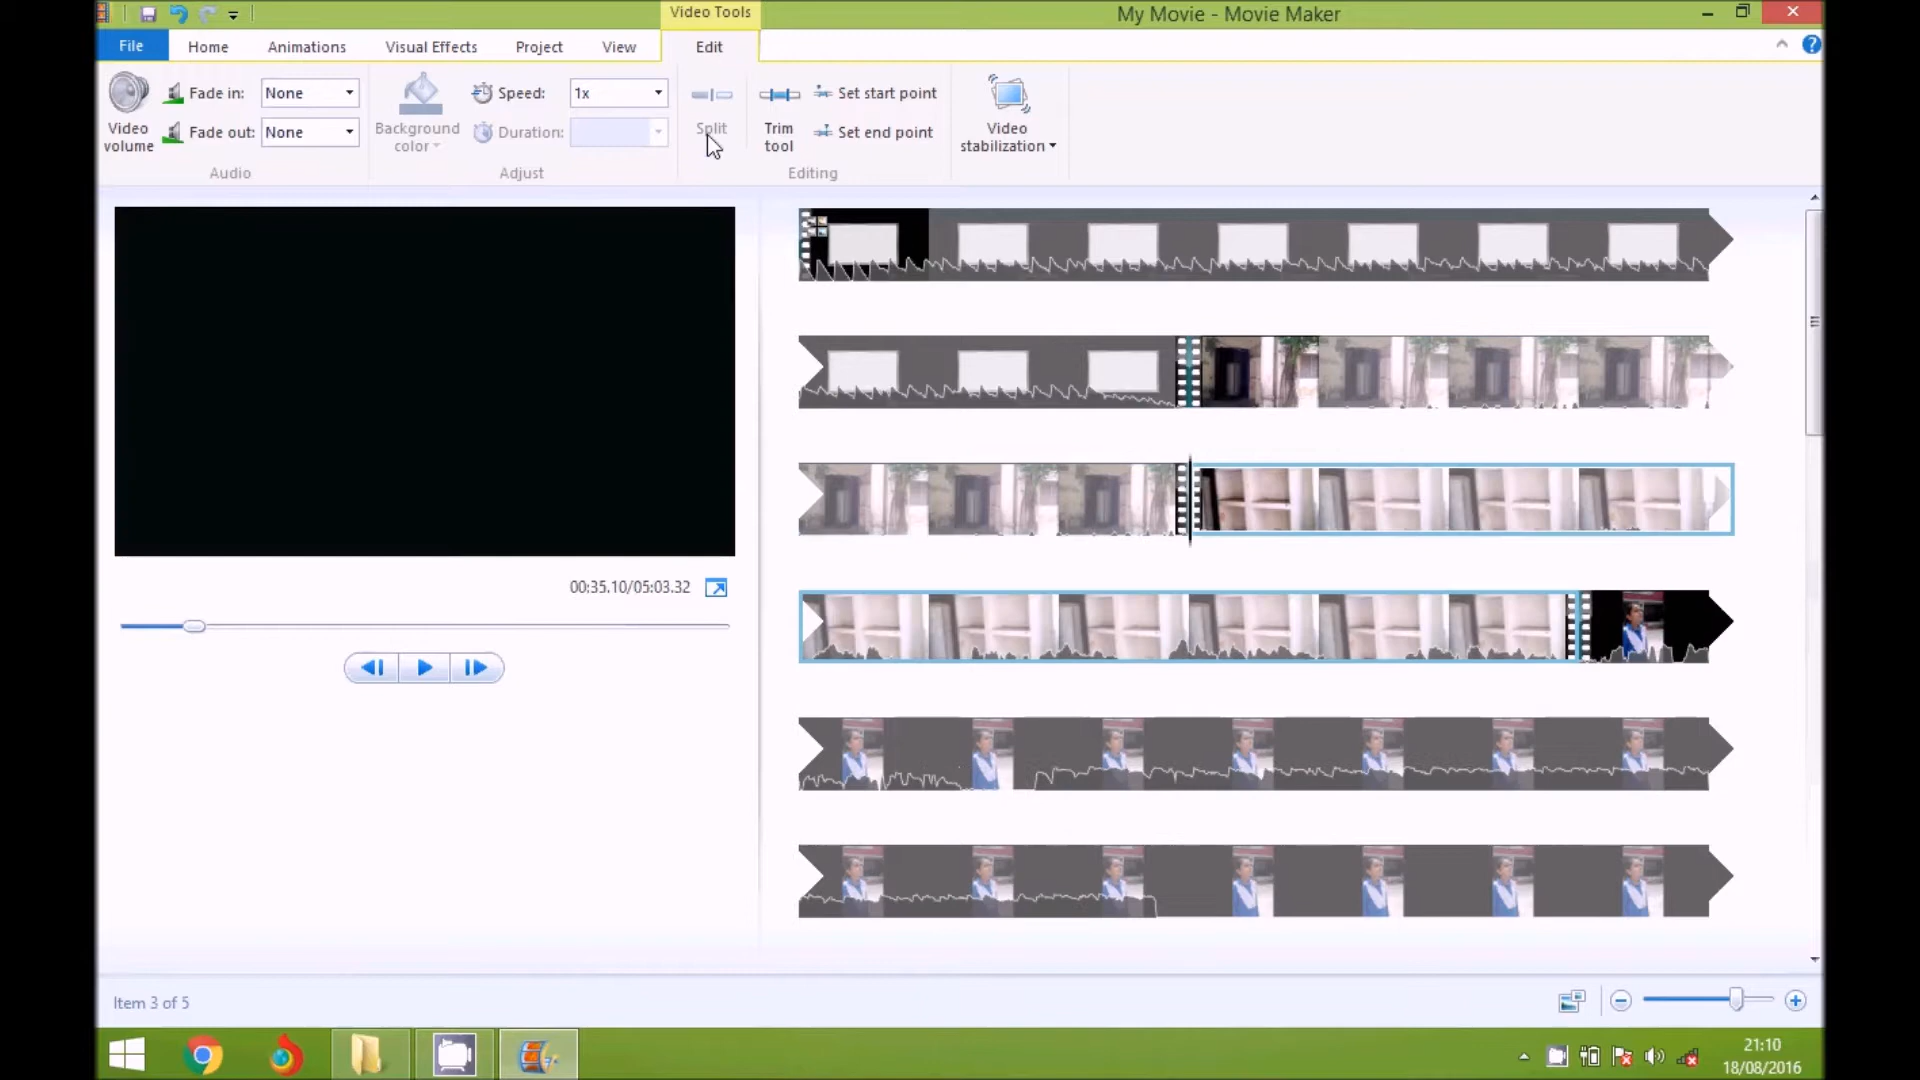 Video Tools
My Movie - Movie Maker
File
Home
Animations
Visual Effects
Project
View
Edit
Video volume
Fade in:
None
Fade out:
None
Audio
Background color
Speed:
1x
Duration:
Adjust
Split
Trim tool
Set start point
Set end point
Editing
Video stabilization
00:35.10/05:03.32
Item 3 of 5
21:10
18/08/2016